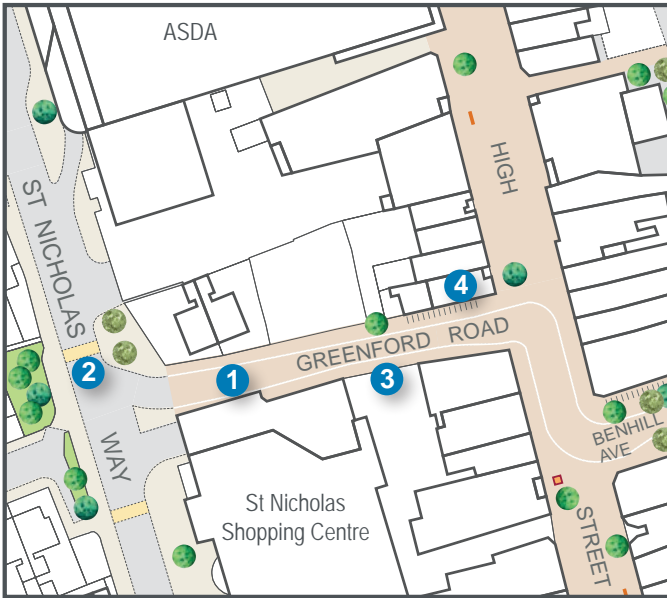 ASDA
HIGH
ST NICHOLAS
4
GREENFORD ROAD
2
1
3
BENHILL
AVE
WAY
St Nicholas
Shopping Centre
STREET